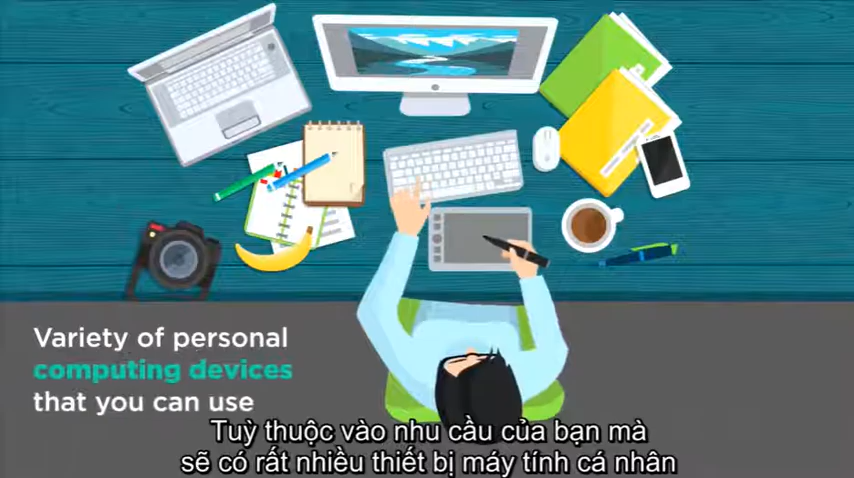 Variety of personal
computing devices
that you can use
Tuỳ thuộc vào nhu cầu của bạn mà
sẽ có rất nhiều thiết bị máy tính cá nhân